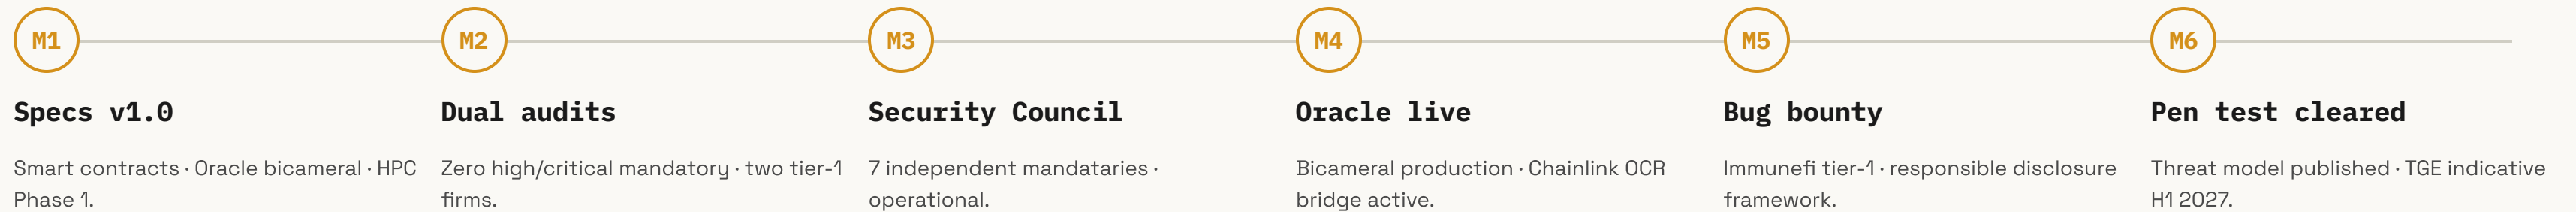 M1
M2
M3
M4
M5
M6
Specs v1.0
Dual audits
Security Council
Oracle live
Bug bounty
Pen test cleared
Smart contracts · Oracle bicameral · HPC
Phase 1.
Zero high/critical mandatory · two tier-1
firms.
7 independent mandataries ·
operational.
Bicameral production · Chainlink OCR
bridge active.
Immunefi tier-1 · responsible disclosure
framework.
Threat model published · TGE indicative
H1 2027.